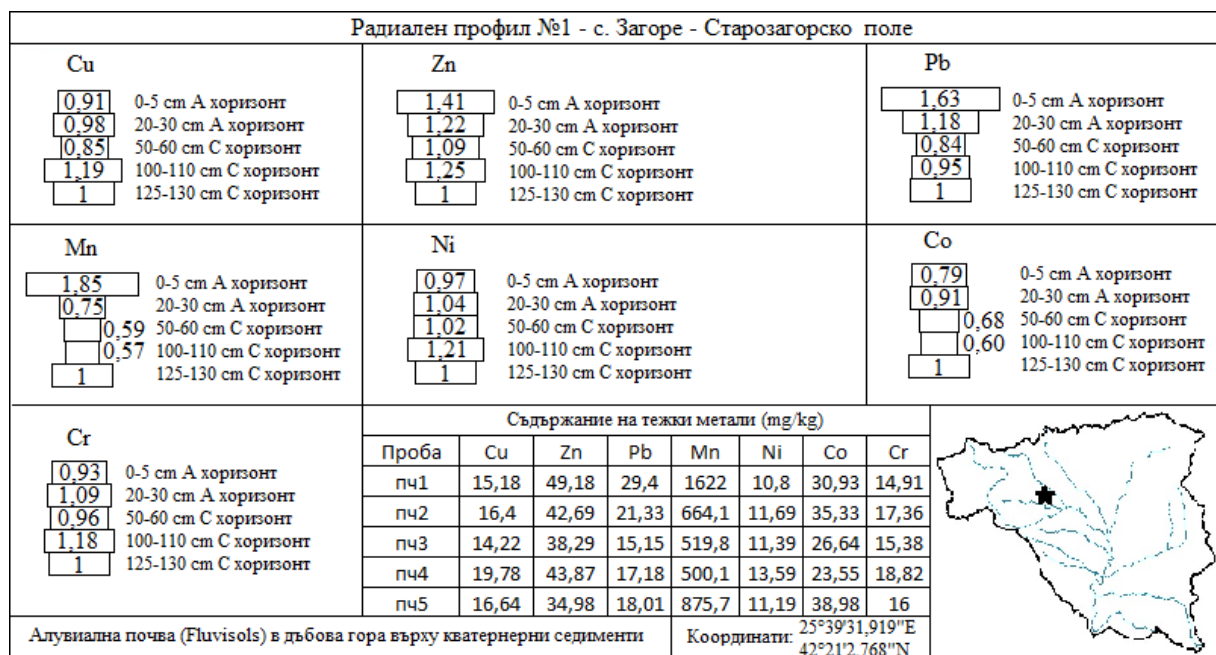 Радиален профил №1 - с. Загоре - Старозагорско поле
Cu
0,91 0-5 cm А хоризонт
0,98 20-30 cm А хоризонт
0,85 50-60 cm С хоризонт
1,19 100-110 cm С хоризонт
1 125-130 cm С хоризонт
Zn
1,41 0-5 cm А хоризонт
1,22 20-30 cm А хоризонт
1,09 50-60 cm С хоризонт
1,25 100-110 cm С хоризонт
1 125-130 cm С хоризонт
Pb
1,63 0-5 cm А хоризонт
1,18 20-30 cm А хоризонт
0,84 50-60 cm С хоризонт
0,95 100-110 cm С хоризонт
1 125-130 cm С хоризонт
Mn
1,85 0-5 cm А хоризонт
0,75 20-30 cm А хоризонт
0,59 50-60 cm С хоризонт
0,57 100-110 cm С хоризонт
1 125-130 cm С хоризонт
Ni
0,97 0-5 cm А хоризонт
1,04 20-30 cm А хоризонт
1,02 50-60 cm С хоризонт
1,21 100-110 cm С хоризонт
1 125-130 cm С хоризонт
Co
0,79 0-5 cm А хоризонт
0,91 20-30 cm А хоризонт
0,68 50-60 cm С хоризонт
0,60 100-110 cm С хоризонт
1 125-130 cm С хоризонт
Cr
0,93 0-5 cm А хоризонт
1,09 20-30 cm А хоризонт
0,96 50-60 cm С хоризонт
1,18 100-110 cm С хоризонт
1 125-130 cm С хоризонт
Съдържание на тежки метали (mg/kg)
Проба Cu Zn Pb Mn Ni Co Cr
пч1 15,18 49,18 29,4 1622 10,8 30,93 14,91
пч2 16,4 42,69 21,33 664,1 11,69 35,33 17,36
пч3 14,22 38,29 15,15 519,8 11,39 26,64 15,38
пч4 19,78 43,87 17,18 500,1 13,59 23,55 18,82
пч5 16,64 34,98 18,01 875,7 11,19 38,98 16
Алувиална почва (Fluvisols) в дъбова гора върху кватернерни седименти
Координати: 25°39'31,919"E
42°21'2,768"N